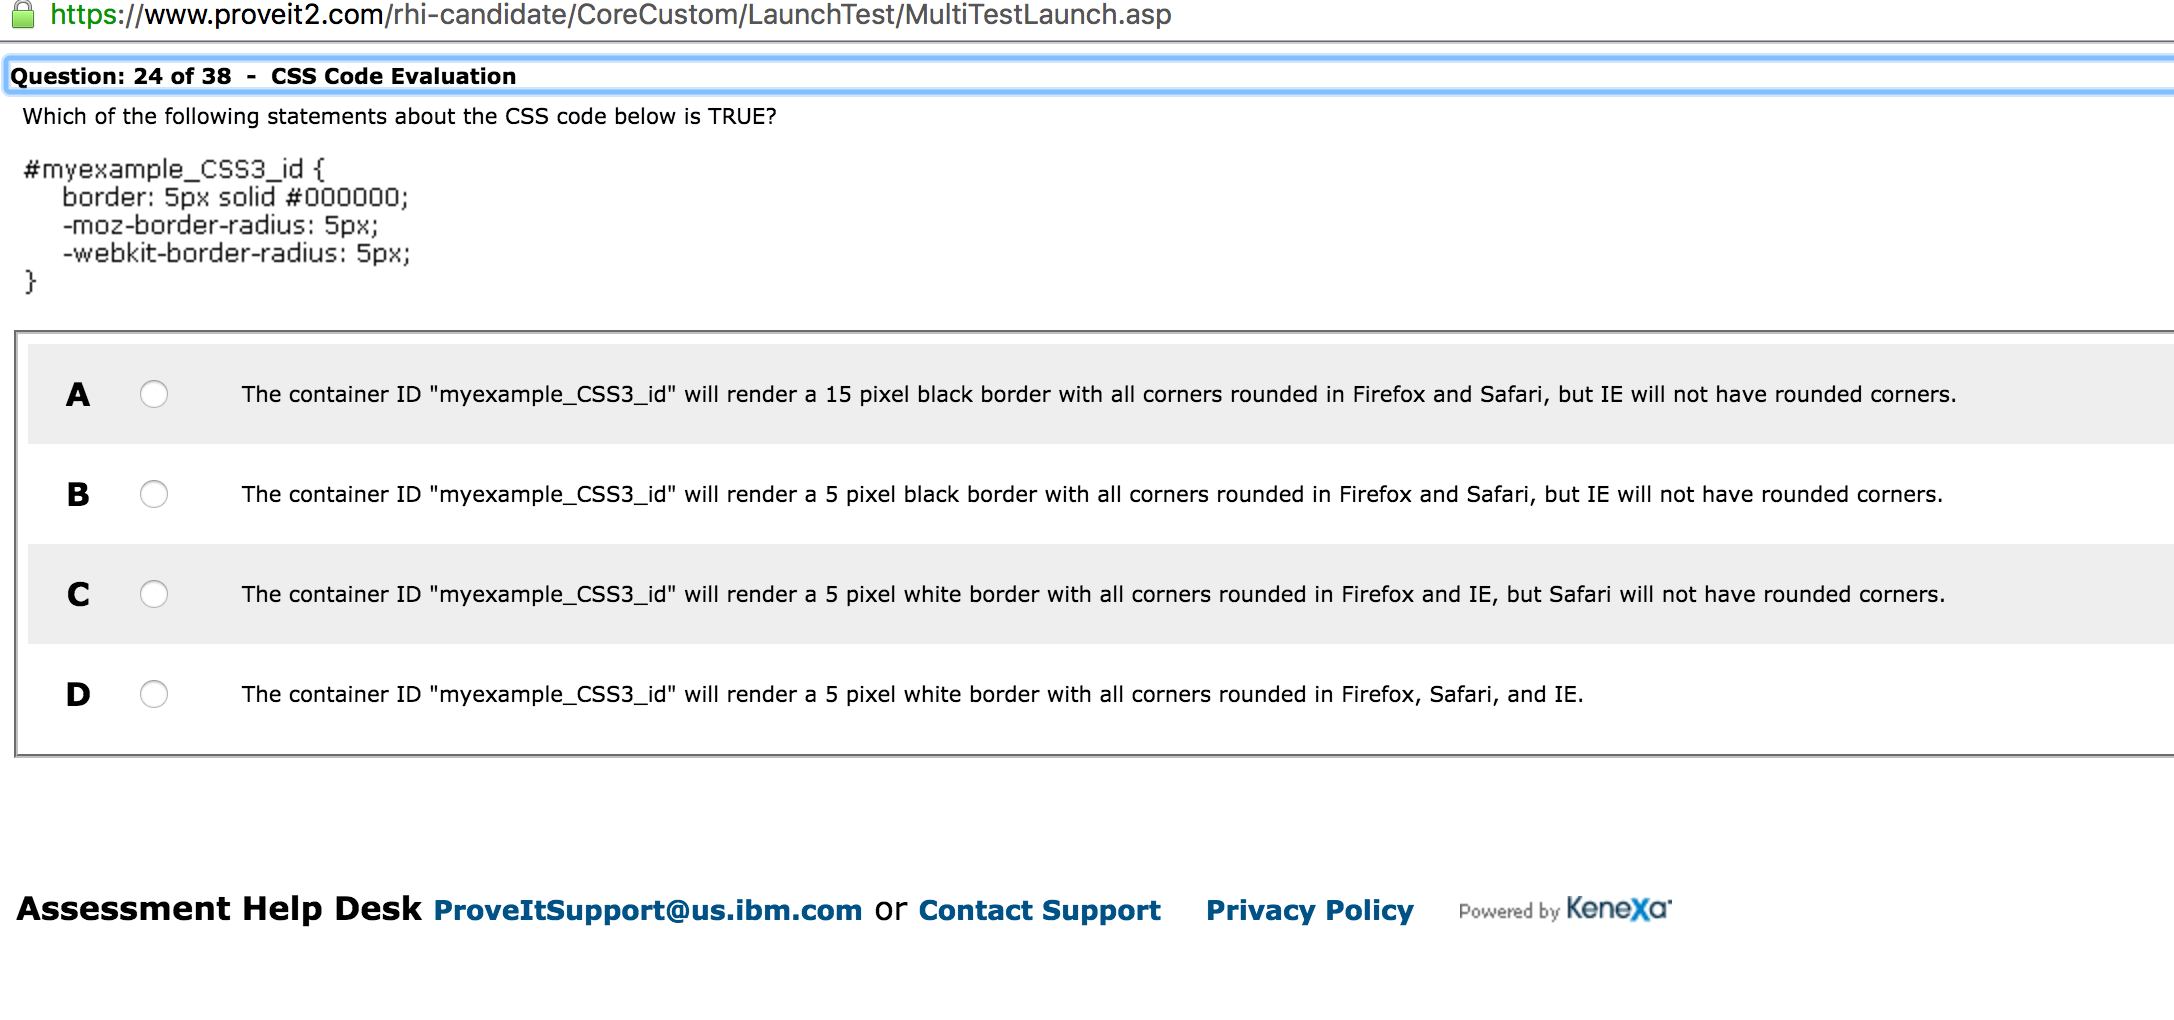 https://www.proveit2.com/rhi-candidate/CoreCustom/LaunchTest/MultiTestLaunch.asp
Question: 24 of 38 - CSS Code Evaluation
Which of the following statements about the CSS code below is TRUE?
#myexample_CSS3_id {
border: 5px solid #000000;
-moz-border-radius: 5px;
-webkit-border-radius: 5px;
}
A The container ID "myexample_CSS3_id" will render a 15 pixel black border with all corners rounded in Firefox and Safari, but IE will not have rounded corners.
B The container ID "myexample_CSS3_id" will render a 5 pixel black border with all corners rounded in Firefox and Safari, but IE will not have rounded corners.
C The container ID "myexample_CSS3_id" will render a 5 pixel white border with all corners rounded in Firefox and IE, but Safari will not have rounded corners.
D The container ID "myexample_CSS3_id" will render a 5 pixel white border with all corners rounded in Firefox, Safari, and IE.
Assessment Help Desk ProveItSupport@us.ibm.com or Contact Support Privacy Policy Powered by Kenexa